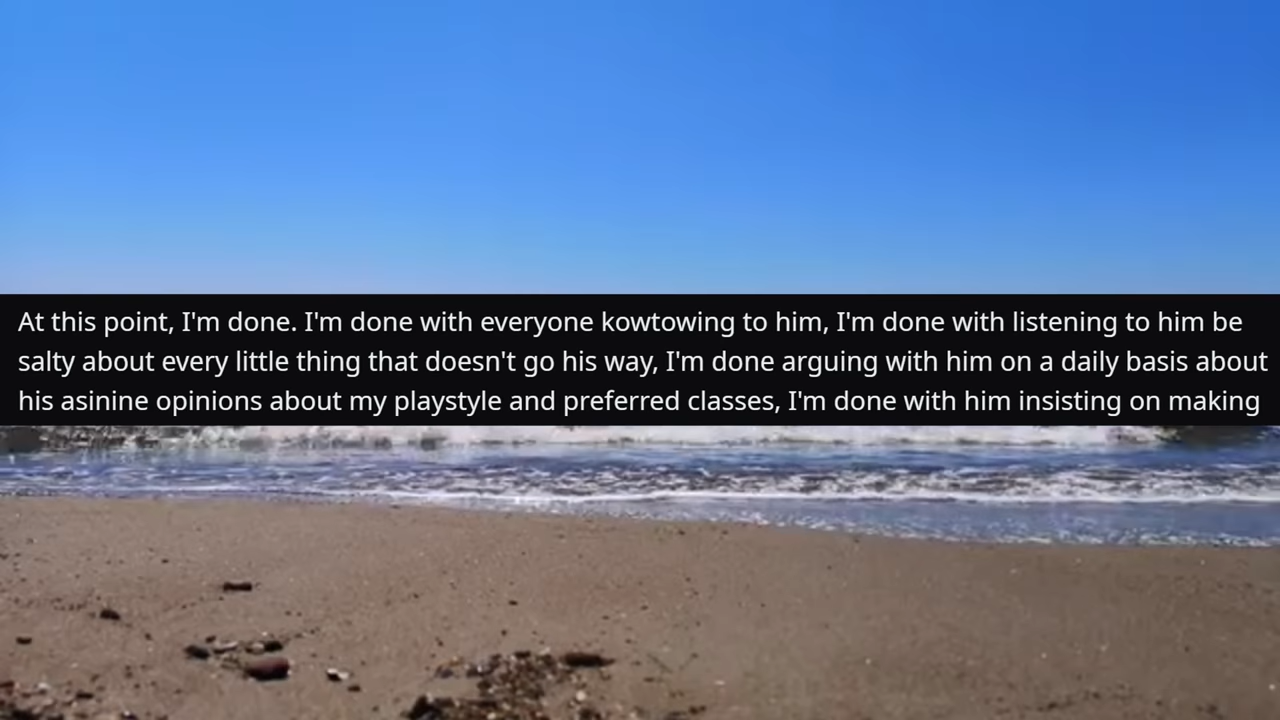 At this point, I'm done. I'm done with everyone kowtowing to him, I'm done with listening to him be
salty about every little thing that doesn't go his way, I'm done arguing with him on a daily basis about
his asinine opinions about my playstyle and preferred classes, I'm done with him insisting on making